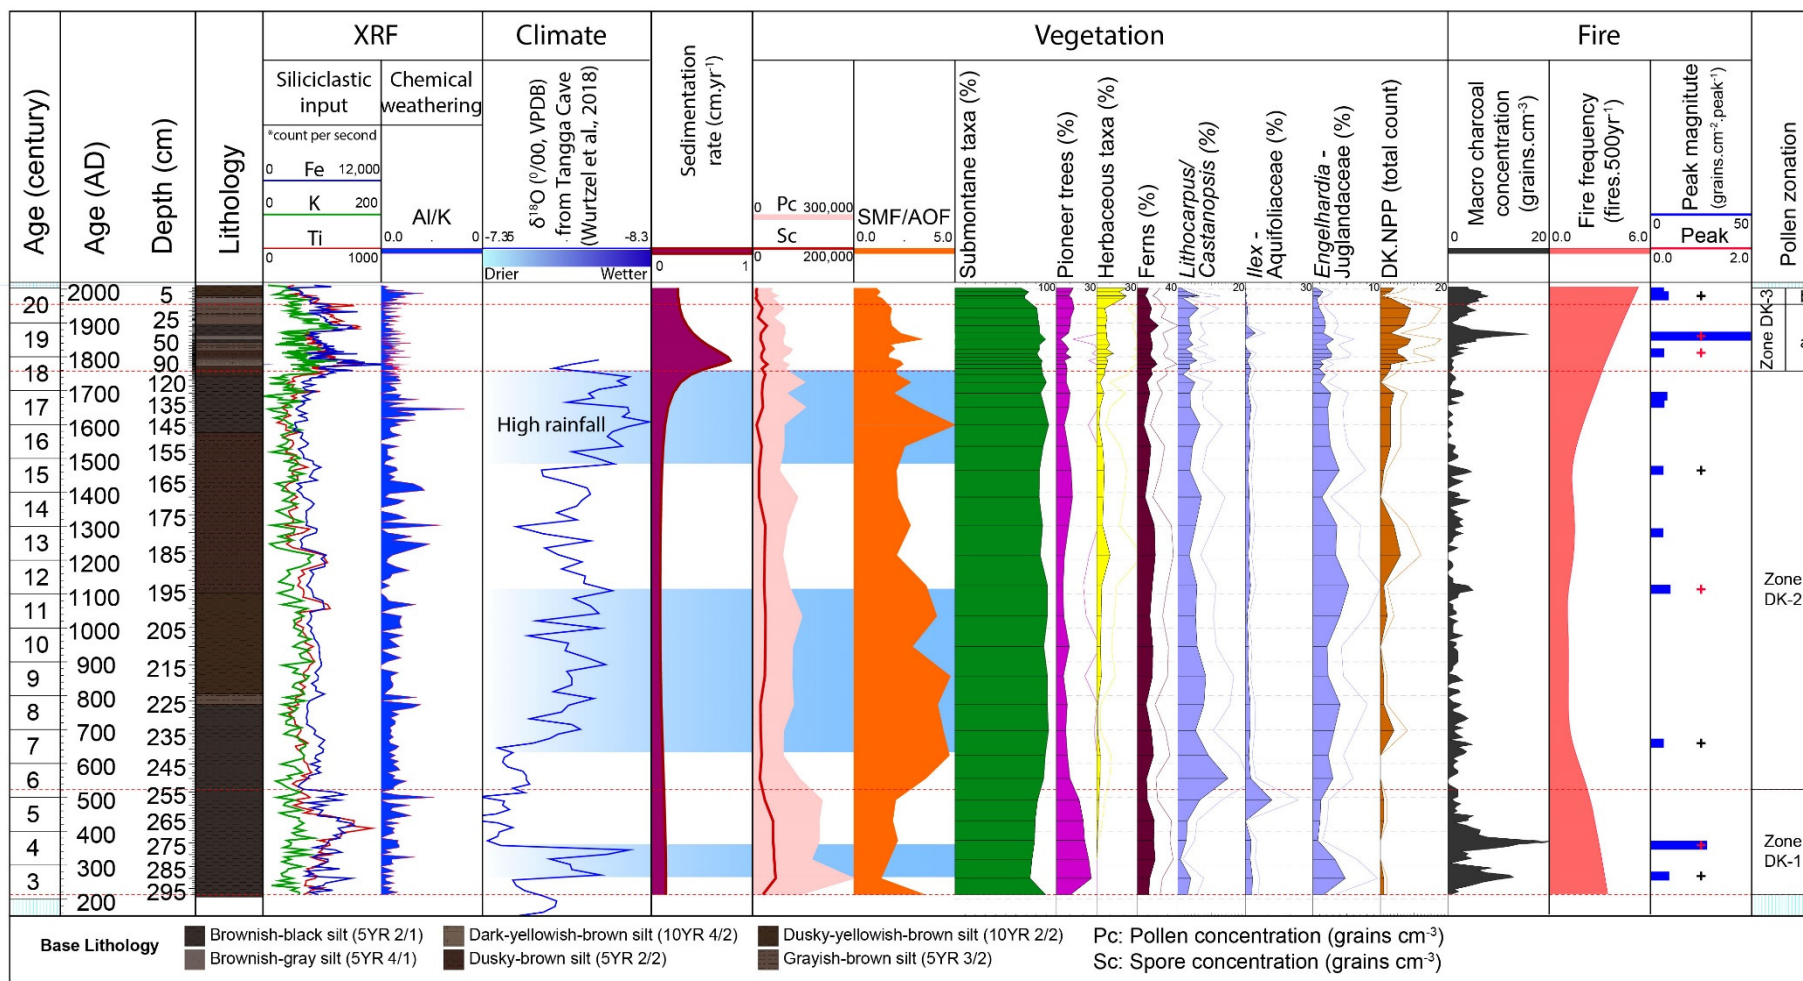 XRF
Climate
Vegetation
Fire
Age (century)
Age (AD)
Depth (cm)
Lithology
Siliciclastic
input
*count per second
0 Fe 12,000
0 K 200
Ti
0 1000
Chemical
weathering
Al/K
0.0 0
δ¹⁸O (⁰/00, VPDB)
from Tangga Cave
(Wurtzel et al., 2018)
-7.35 -8.3
Drier Wetter
Sedimentation
rate (cm.yr⁻¹)
0 1
0 Pc 300,000
Sc
0 200,000
SMF/AOF
0.0 5.0
Submontane taxa (%)
Pioneer trees (%)
Herbaceous taxa (%)
Ferns (%)
Lithocarpus/
Castanopsis (%)
Ilex -
Aquifoliaceae (%)
Engelhardia -
Juglandaceae (%)
DK.NPP (total count)
100 30 30 40 20 20 30 10 20
Macro charcoal
concentration
(grains.cm⁻³)
0 20
Fire frequency
(fires.500yr⁻¹)
0.0 6.0
Peak magnitute
(grains.cm⁻².peak⁻¹)
0 50
Peak
0.0 2.0
Pollen zonation
20
19
18
17
16
15
14
13
12
11
10
9
8
7
6
5
4
3
2000
1900
1800
1700
1600
1500
1400
1300
1200
1100
1000
900
800
700
600
500
400
300
200
5
25
50
90
120
135
145
155
165
175
185
195
205
215
225
235
245
255
265
275
285
295
High rainfall
Zone DK-3
a
Zone
DK-2
Zone
DK-1
Base Lithology
Brownish-black silt (5YR 2/1)
Brownish-gray silt (5YR 4/1)
Dark-yellowish-brown silt (10YR 4/2)
Dusky-brown silt (5YR 2/2)
Dusky-yellowish-brown silt (10YR 2/2)
Grayish-brown silt (5YR 3/2)
Pc: Pollen concentration (grains cm⁻³)
Sc: Spore concentration (grains cm⁻³)